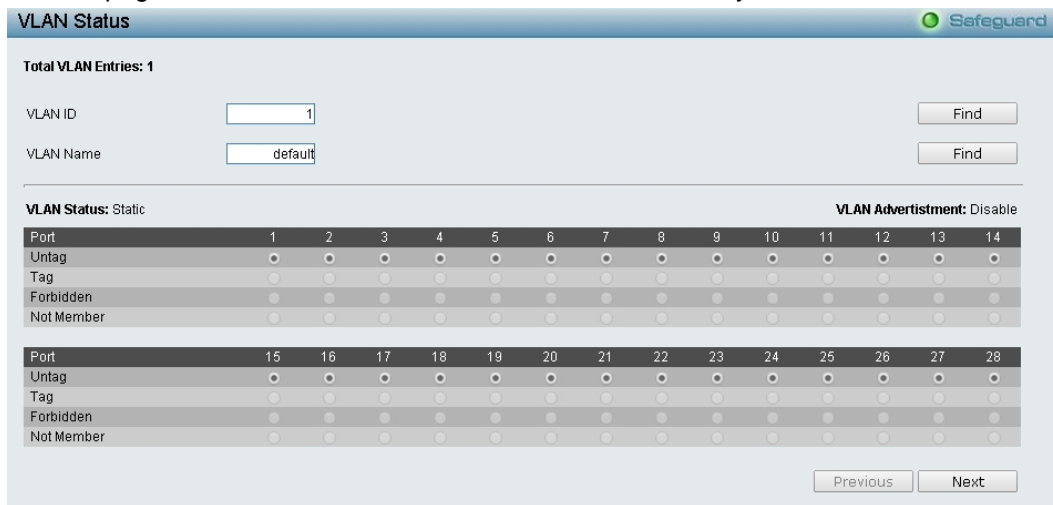 VLAN Status Safeguard
Total VLAN Entries: 1
VLAN ID 1 Find
VLAN Name default Find
VLAN Status: Static VLAN Advertistment: Disable
Port 1 2 3 4 5 6 7 8 9 10 11 12 13 14
Untag
Tag
Forbidden
Not Member
Port 15 16 17 18 19 20 21 22 23 24 25 26 27 28
Untag
Tag
Forbidden
Not Member
Previous Next